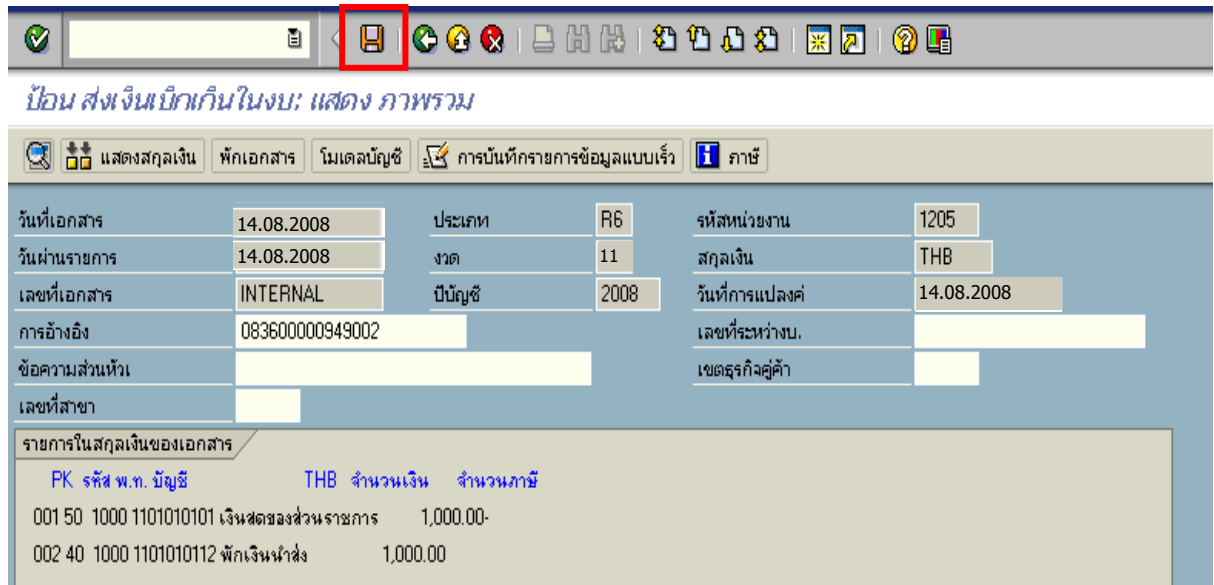 ป้อน ส่งเงินเบิกเกินในงบ: แสดง ภาพรวม
แสดงสกุลเงิน พักเอกสาร โมเดลบัญชี การบันทึกรายการข้อมูลแบบเร็ว ภาษี
วันที่เอกสาร 14.08.2008 ประเภท R6 รหัสหน่วยงาน 1205
วันผ่านรายการ 14.08.2008 งวด 11 สกุลเงิน THB
เลขที่เอกสาร INTERNAL ปีบัญชี 2008 วันที่การแปลงค่ 14.08.2008
การอ้างอิง 083600000949002 เลขที่ระหว่างบ.
ข้อความส่วนหัวเ เขตธุรกิจคู่ค้า
เลขที่สาขา
รายการในสกุลเงินของเอกสาร
PK รหัส พ.ท. บัญชี THB จำนวนเงิน จำนวนภาษี
001 50 1000 1101010101 เงินสดของส่วนราชการ 1,000.00-
002 40 1000 1101010112 พักเงินนำส่ง 1,000.00